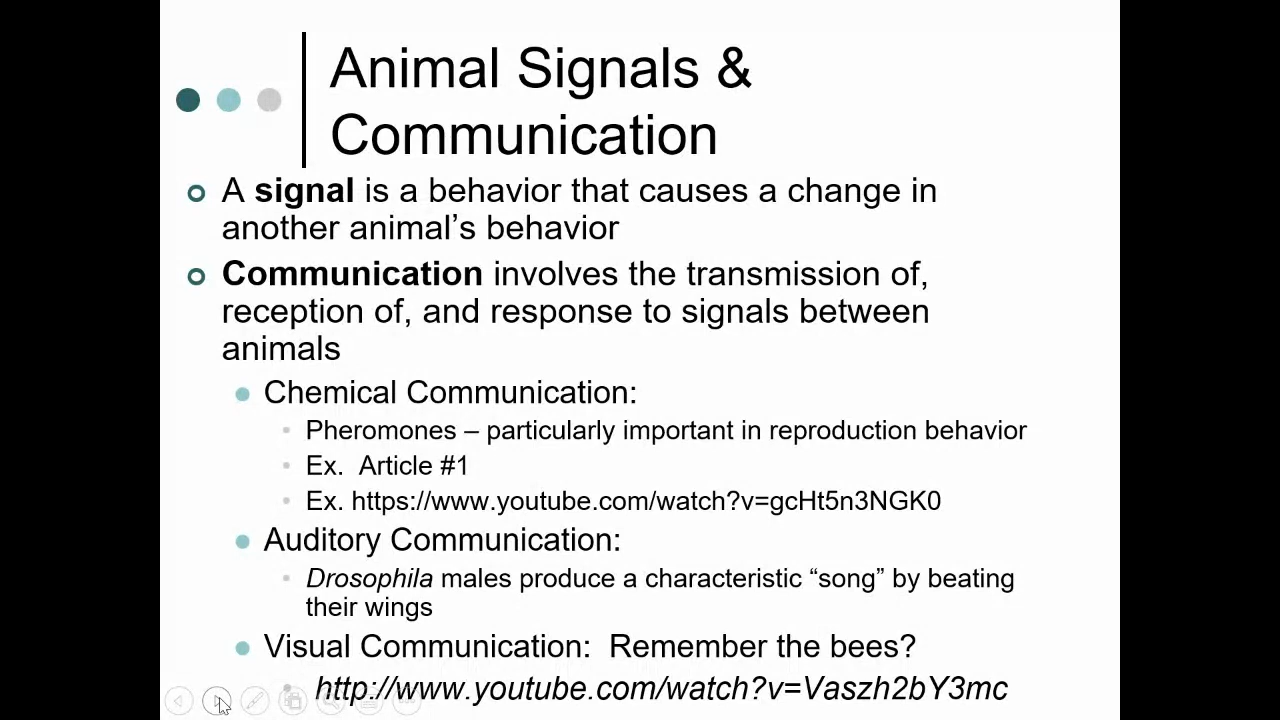 Animal Signals &
Communication
A signal is a behavior that causes a change in
another animal's behavior
Communication involves the transmission of,
reception of, and response to signals between
animals
Chemical Communication:
Pheromones – particularly important in reproduction behavior
Ex.  Article #1
Ex. https://www.youtube.com/watch?v=gcHt5n3NGK0
Auditory Communication:
Drosophila males produce a characteristic “song” by beating
their wings
Visual Communication:  Remember the bees?
http://www.youtube.com/watch?v=Vaszh2bY3mc